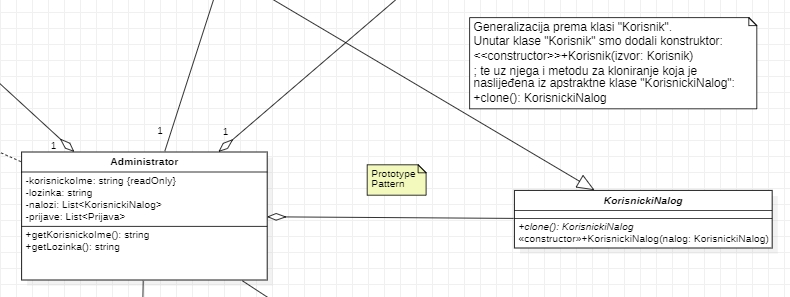 Generalizacija prema klasi "Korisnik".
Unutar klase "Korisnik" smo dodali konstruktor:
<<constructor>>+Korisnik(izvor: Korisnik)
; te uz njega i metodu za kloniranje koja je
naslijeđena iz apstraktne klase "KorisnickiNalog":
+clone(): KorisnickiNalog
1
1
1
Administrator
-korisnickoIme: string {readOnly}
-lozinka: string
-nalozi: List<KorisnickiNalog>
-prijave: List<Prijava>
+getKorisnickoIme(): string
+getLozinka(): string
Prototype
Pattern
KorisnickiNalog
+clone(): KorisnickiNalog
«constructor»+KorisnickiNalog(nalog: KorisnickiNalog)